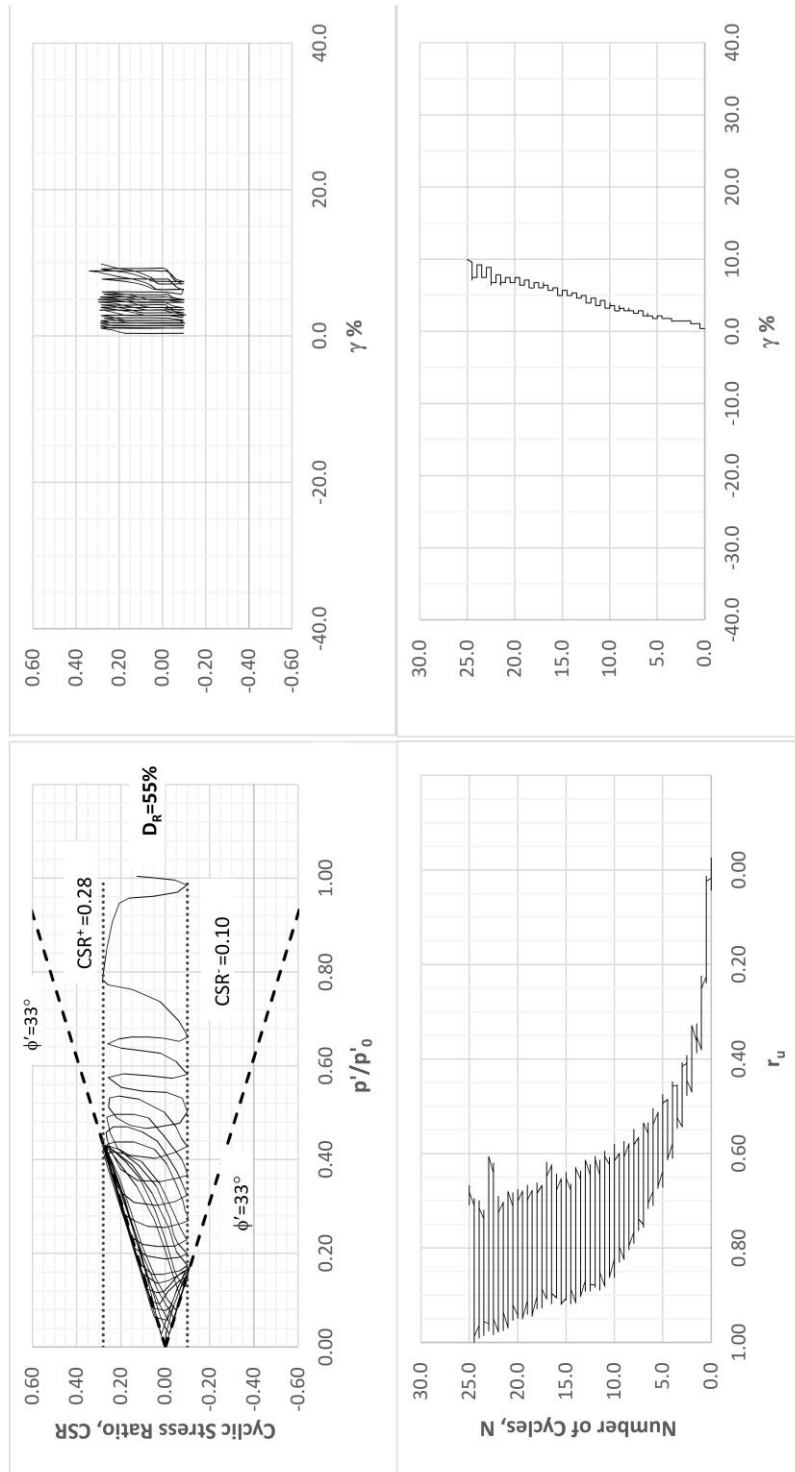 0.60
0.40
0.20
0.00
-0.20
-0.40
-0.60
Cyclic Stress Ratio, CSR
ϕ'=33°
CSR⁺=0.28
D_R=55%
CSR⁻=0.10
ϕ'=33°
0.00 0.20 0.40 0.60 0.80 1.00
p'/p'₀
0.60
0.40
0.20
0.00
-0.20
-0.40
-0.60
-40.0 -20.0 0.0 20.0 40.0
γ %
30.0
25.0
20.0
15.0
10.0
5.0
0.0
Number of Cycles, N
1.00 0.80 0.60 0.40 0.20 0.00
r_u
30.0
25.0
20.0
15.0
10.0
5.0
0.0
-40.0 -30.0 -20.0 -10.0 0.0 10.0 20.0 30.0 40.0
γ %